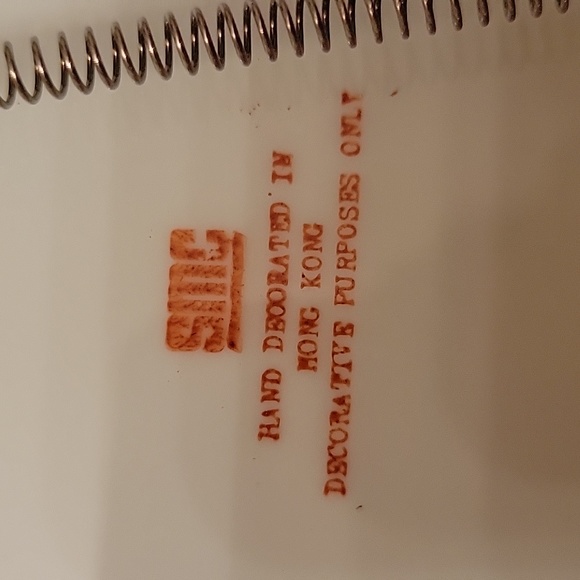 HAND DECORATED IN
HONG KONG
DECORATIVE PURPOSES ONLY